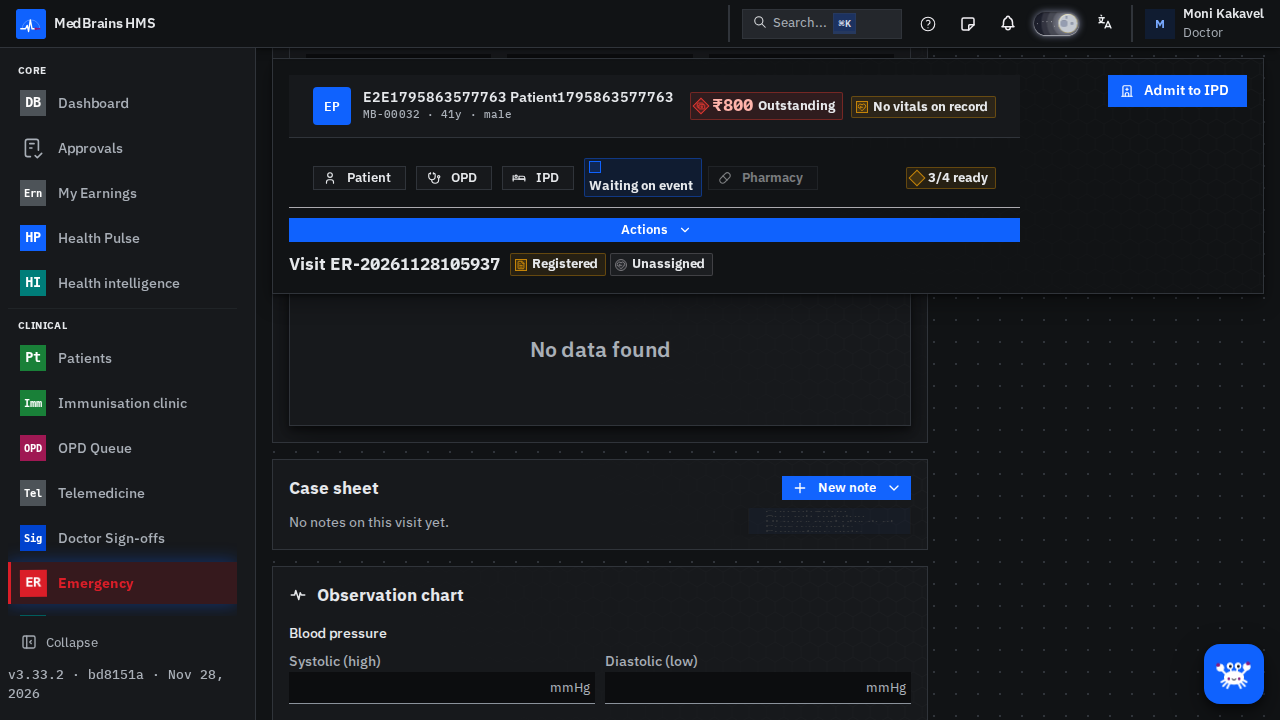 MedBrains HMS
Search... ⌘K
M
Moni Kakavel
Doctor
CORE
DB Dashboard
Approvals
Ern My Earnings
HP Health Pulse
HI Health intelligence
CLINICAL
Pt Patients
Imm Immunisation clinic
OPD OPD Queue
Tel Telemedicine
Sig Doctor Sign-offs
ER Emergency
Collapse
v3.33.2 · bd8151a · Nov 28,
2026
EP
E2E1795863577763 Patient1795863577763
MB-00032 · 41y · male
₹800 Outstanding
No vitals on record
Admit to IPD
Patient
OPD
IPD
Waiting on event
Pharmacy
3/4 ready
Actions
Visit ER-20261128105937
Registered
Unassigned
No data found
Case sheet
New note
No notes on this visit yet.
Observation chart
Blood pressure
Systolic (high) Diastolic (low)
mmHg mmHg